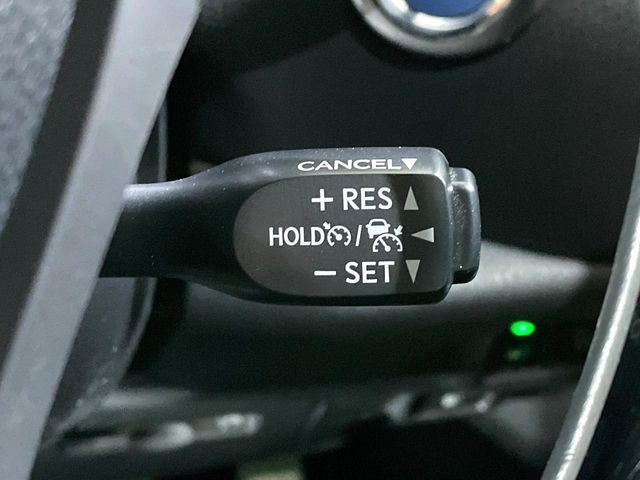 CANCEL▼
+ RES ▲
HOLD / ◀
− SET ▼